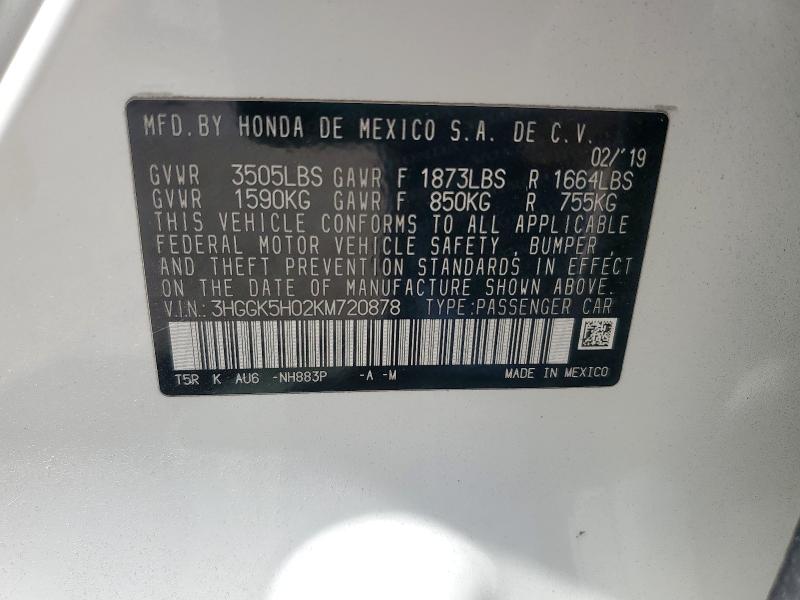 MFD.BY HONDA DE MEXICO S.A. DE C.V.
02/'19
GVWR 3505LBS GAWR F 1873LBS R 1664LBS
GVWR 1590KG GAWR F 850KG R 755KG
THIS VEHICLE CONFORMS TO ALL APPLICABLE
FEDERAL MOTOR VEHICLE SAFETY , BUMPER ,
AND THEFT PREVENTION STANDARDS IN EFFECT
ON THE DATE OF MANUFACTURE SHOWN ABOVE.
V.I.N.: 3HGGK5H02KM720878 TYPE:PASSENGER CAR
T5R K AU6 -NH883P -A -M MADE IN MEXICO